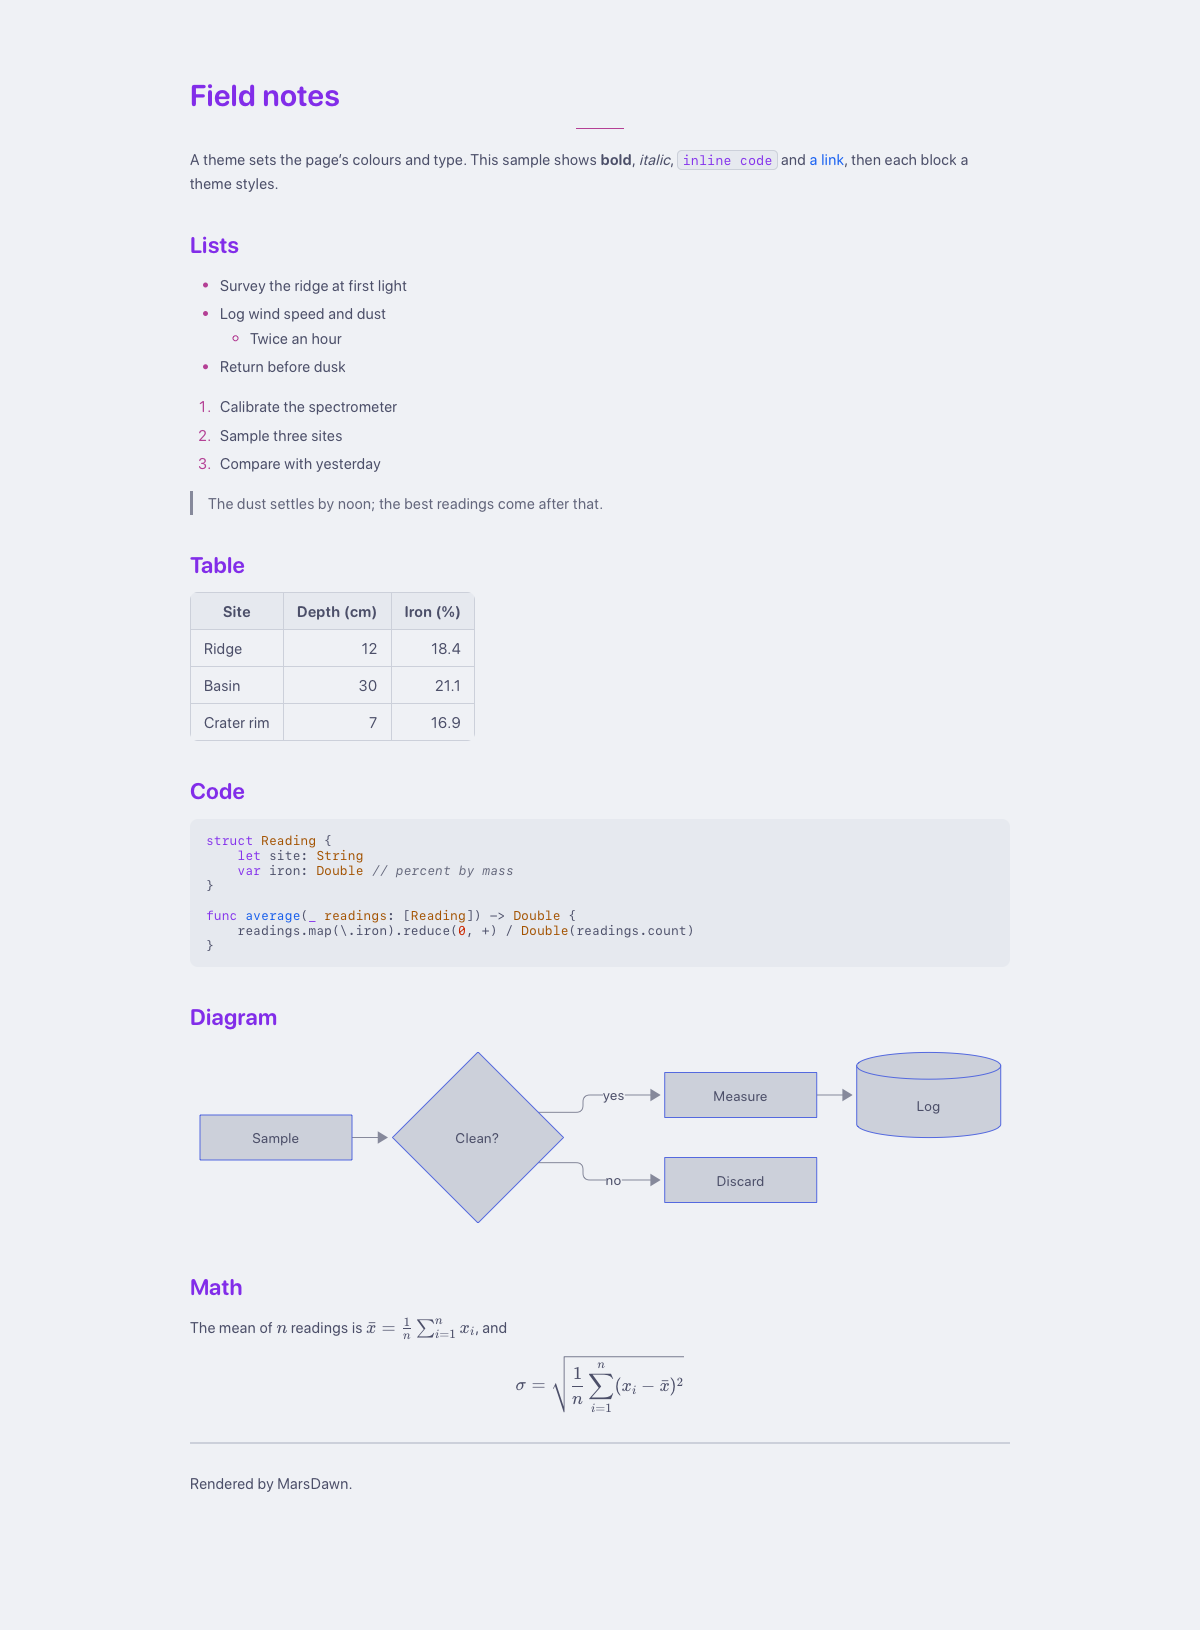 Field notes
A theme sets the page's colours and type. This sample shows bold, italic, inline code and a link, then each block a
theme styles.
Lists
• Survey the ridge at first light
• Log wind speed and dust
◦ Twice an hour
• Return before dusk
1. Calibrate the spectrometer
2. Sample three sites
3. Compare with yesterday
The dust settles by noon; the best readings come after that.
Table
Site Depth (cm) Iron (%)
Ridge 12 18.4
Basin 30 21.1
Crater rim 7 16.9
Code
struct Reading {
    let site: String
    var iron: Double // percent by mass
}
func average(_ readings: [Reading]) -> Double {
    readings.map(\.iron).reduce(0, +) / Double(readings.count)
}
Diagram
Sample
Clean?
yes
Measure
Log
no
Discard
Math
The mean of n readings is x̄ = 1/n ∑ⁿᵢ₌₁ xᵢ, and
σ = √(1/n ∑ⁿᵢ₌₁ (xᵢ − x̄)²)
Rendered by MarsDawn.